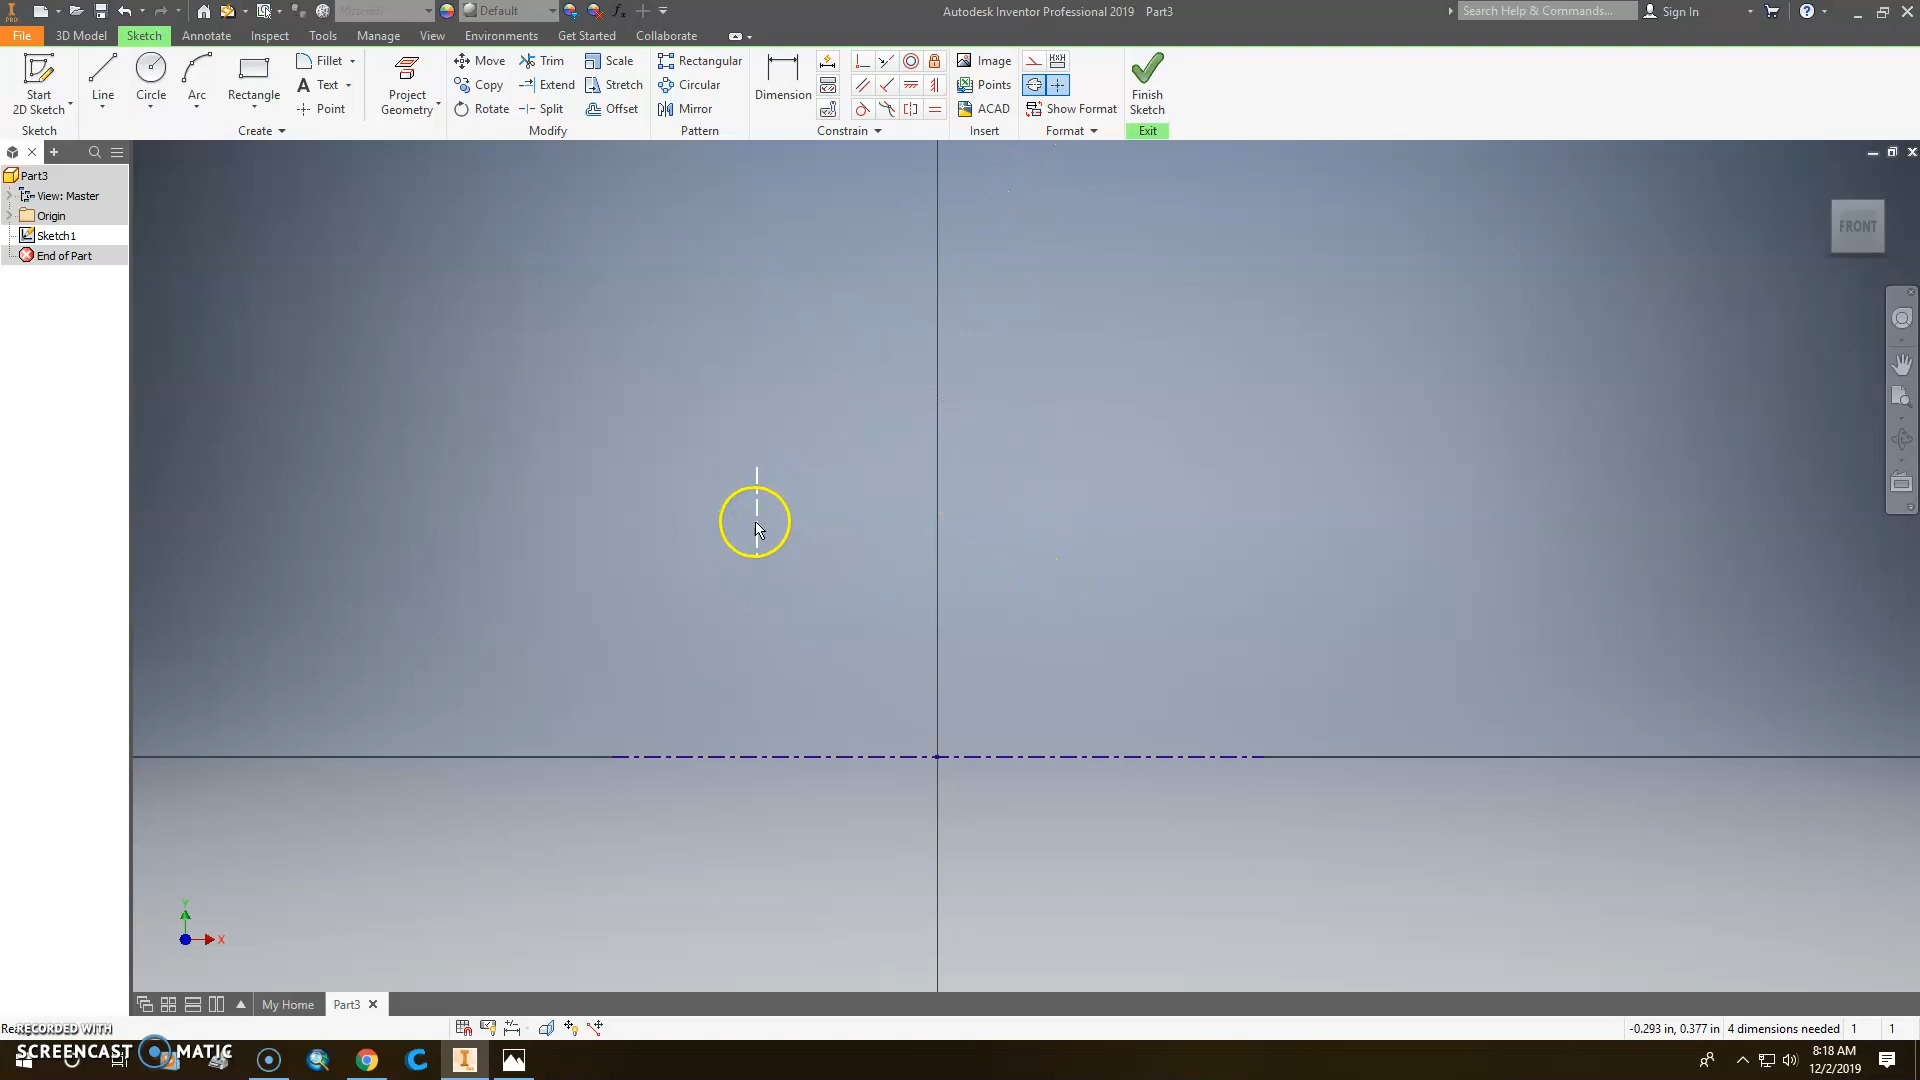 PRO
Material
Default
fx
Autodesk Inventor Professional 2019 Part3
Search Help & Commands...
Sign In
File 3D Model Sketch Annotate Inspect Tools Manage View Environments Get Started Collaborate
Start
2D Sketch
Line
Circle
Arc
Rectangle
Fillet
Text
Point
Project
Geometry
Move
Copy
Rotate
Trim
Extend
Split
Scale
Stretch
Offset
Rectangular
Circular
Mirror
Dimension
Image
Points
ACAD
Show Format
Finish
Sketch
Sketch Create Modify Pattern Constrain Insert Format Exit
Part3
View: Master
Origin
Sketch1
End of Part
FRONT
Y
X
My Home Part3
-0.293 in, 0.377 in 4 dimensions needed 1 1
RECORDED WITH
SCREENCAST MATIC
8:18 AM
12/2/2019